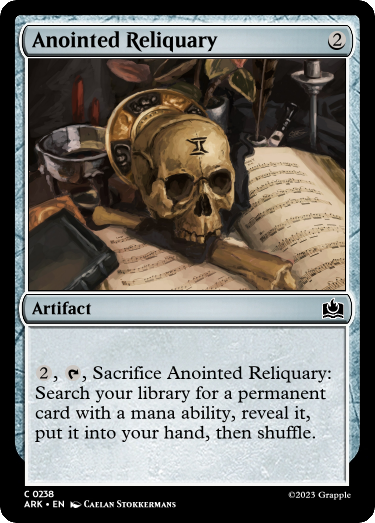 Anointed Reliquary 2
Artifact
2, , Sacrifice Anointed Reliquary:
Search your library for a permanent
card with a mana ability, reveal it,
put it into your hand, then shuffle.
C 0238
ARK • EN Caelan Stokkermans
©2023 Grapple